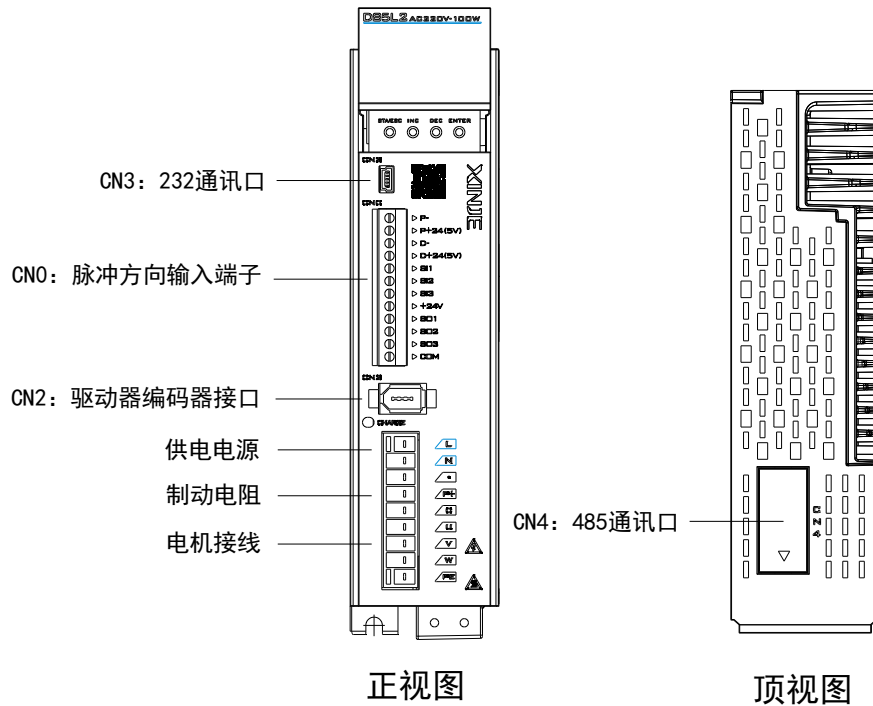 DS5L2 AC220V-100W
STA/ESC INC DEC ENTER
CN3
XINJE
CN3：232通讯口
CN0
P-
P+24(5V)
D-
D+24(5V)
SI1
SI2
SI3
+24V
SO1
SO2
SO3
COM
CN0：脉冲方向输入端子
CN2
CN2：驱动器编码器接口
CHARGE
供电电源
制动电阻
电机接线
L
N
•
P+
C
U
V
W
PE
正视图
CN4：485通讯口
CN4
顶视图